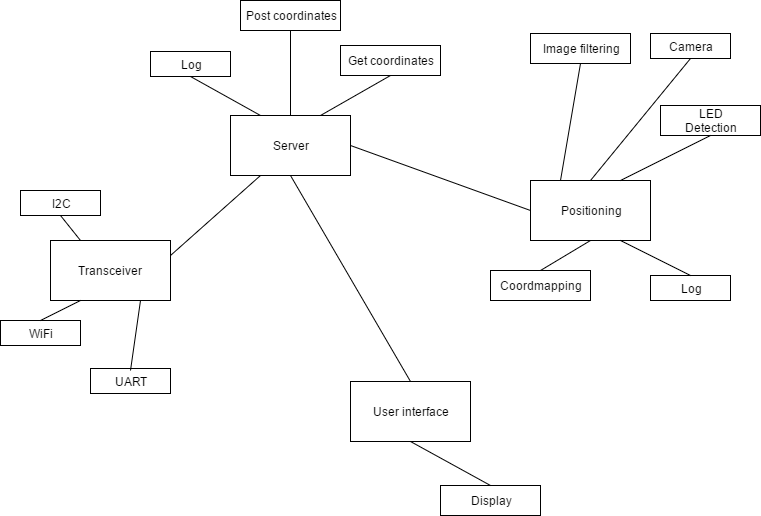 Post coordinates
Log
Get coordinates
Image filtering
Camera
LED
Detection
Server
Positioning
I2C
Transceiver
Coordmapping
Log
WiFi
UART
User interface
Display